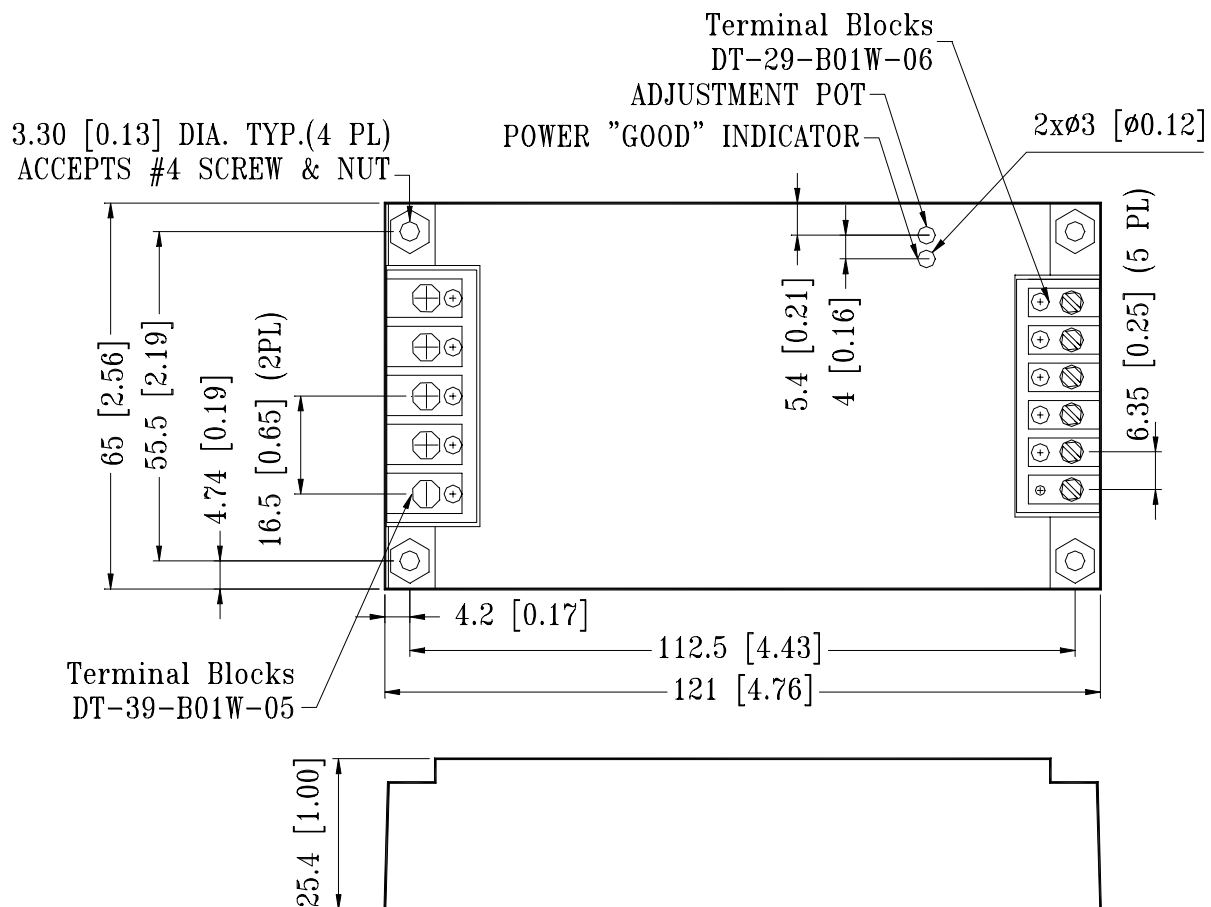 Terminal Blocks
DT-29-B01W-06
ADJUSTMENT POT
POWER "GOOD" INDICATOR
2xø3 [ø0.12]
3.30 [0.13] DIA. TYP.(4 PL)
ACCEPTS #4 SCREW & NUT
65 [2.56]
55.5 [2.19]
4.74 [0.19]
16.5 [0.65] (2PL)
5.4 [0.21]
4 [0.16]
6.35 [0.25] (5 PL)
4.2 [0.17]
112.5 [4.43]
121 [4.76]
Terminal Blocks
DT-39-B01W-05
25.4 [1.00]